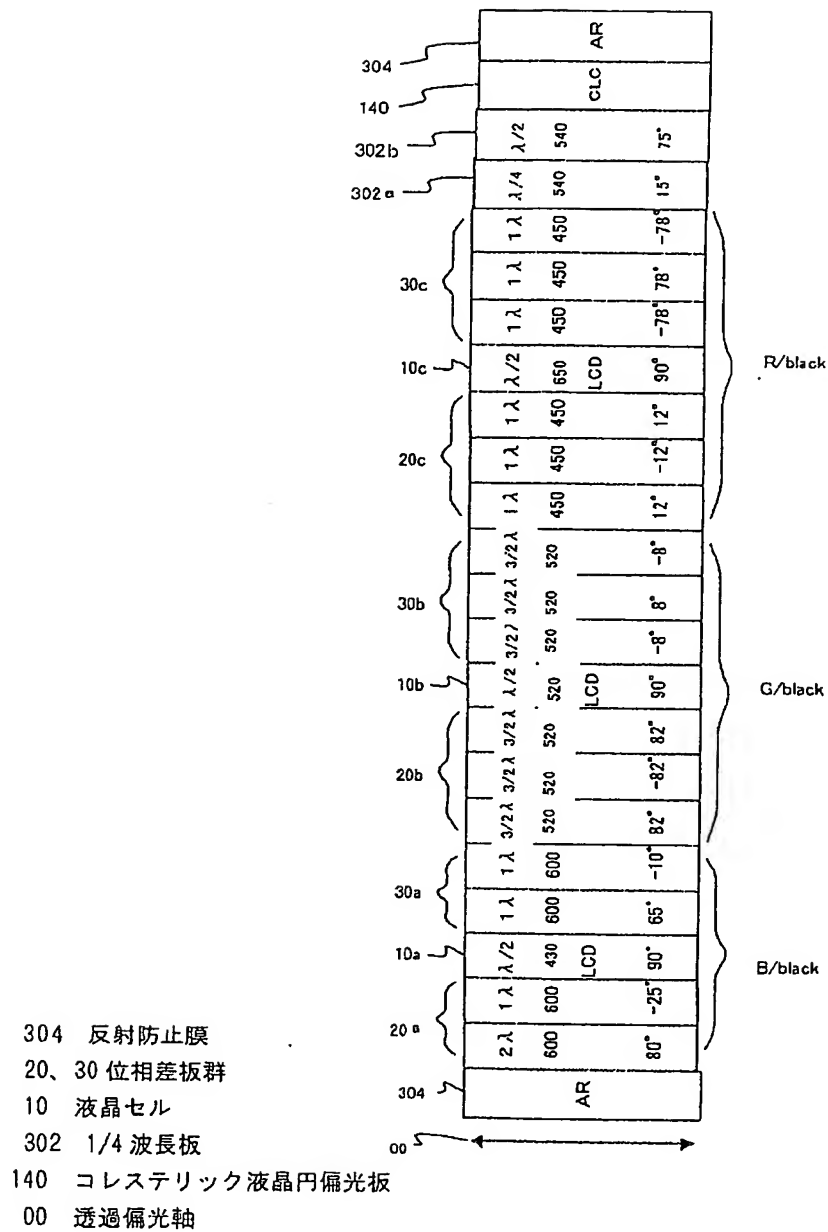 304 AR
140 CLC
302b λ/2 540 75°
302a λ/4 540 15°
1λ 450 -78°
30c 1λ 450 78°
1λ 450 -78°
10c λ/2 650 LCD 90° R/black
1λ 450 12°
20c 1λ 450 -12°
1λ 450 12°
3/2λ 520 -8°
30b 3/2λ 520 8°
3/2λ 520 -8°
10b λ/2 520 LCD 90° G/black
3/2λ 520 82°
20b 3/2λ 520 -82°
3/2λ 520 82°
1λ 600 -10°
30a 1λ 600 65°
10a λ/2 430 LCD 90° B/black
1λ 600 -25°
20a 2λ 600 80°
304 AR
00
304 反射防止膜
20、30 位相差板群
10 液晶セル
302 1/4 波長板
140 コレステリック液晶円偏光板
00 透過偏光軸